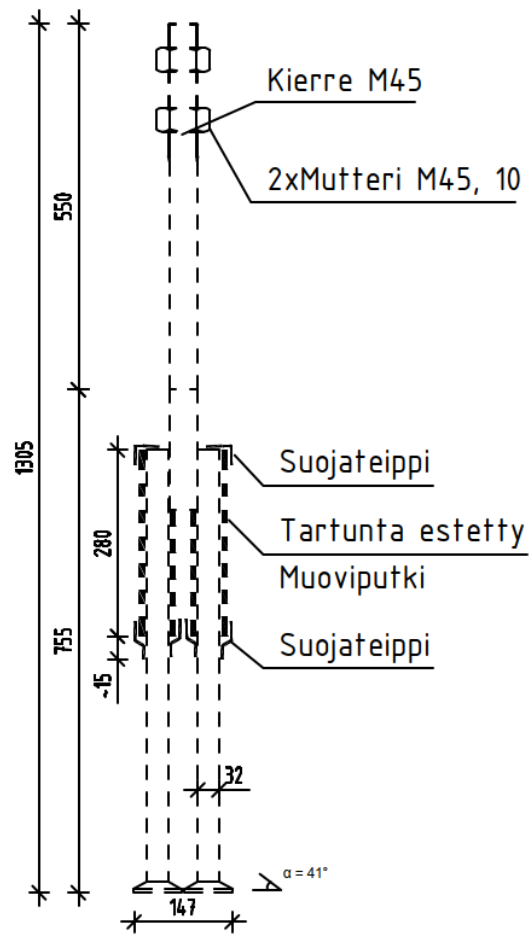 Kierre M45
2xMutteri M45, 10
550
1305
Suojateippi
280
Tartunta estetty
Muoviputki
755
Suojateippi
~15
32
α = 41°
147